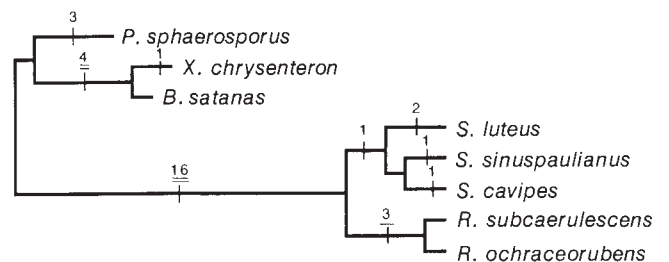 3
P. sphaerosporus
4
1
X. chrysenteron
B. satanas
2
1
S. luteus
1
S. sinuspaulianus
16
1
S. cavipes
3
R. subcaerulescens
R. ochraceorubens